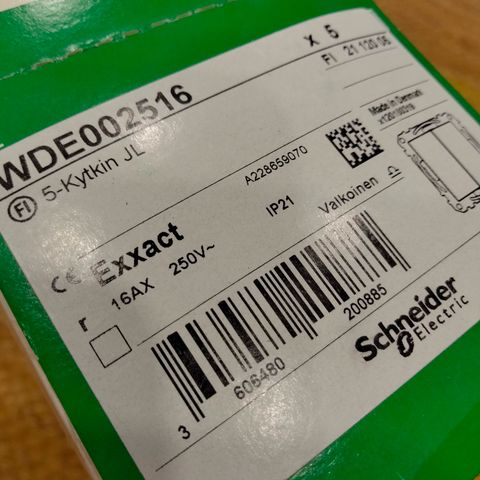 x 5
WDE002516
FI 21 120 06
FI 5-Kytkin JL
A228659070
Made in Denmark
CE Exxact
IP21
Valkoinen
r 16AX 250V~
3 606480 200885
Schneider
Electric